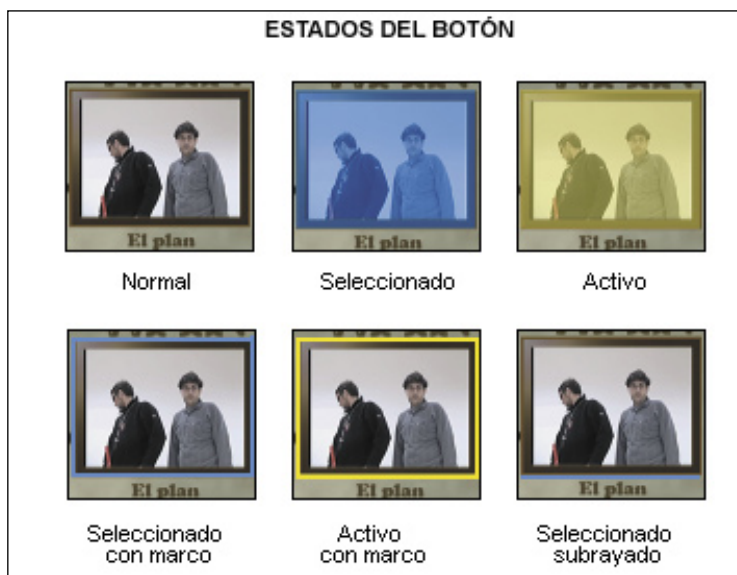 ESTADOS DEL BOTÓN
El plan
El plan
El plan
Normal
Seleccionado
Activo
El plan
El plan
El plan
Seleccionado
con marco
Activo
con marco
Seleccionado
subrayado